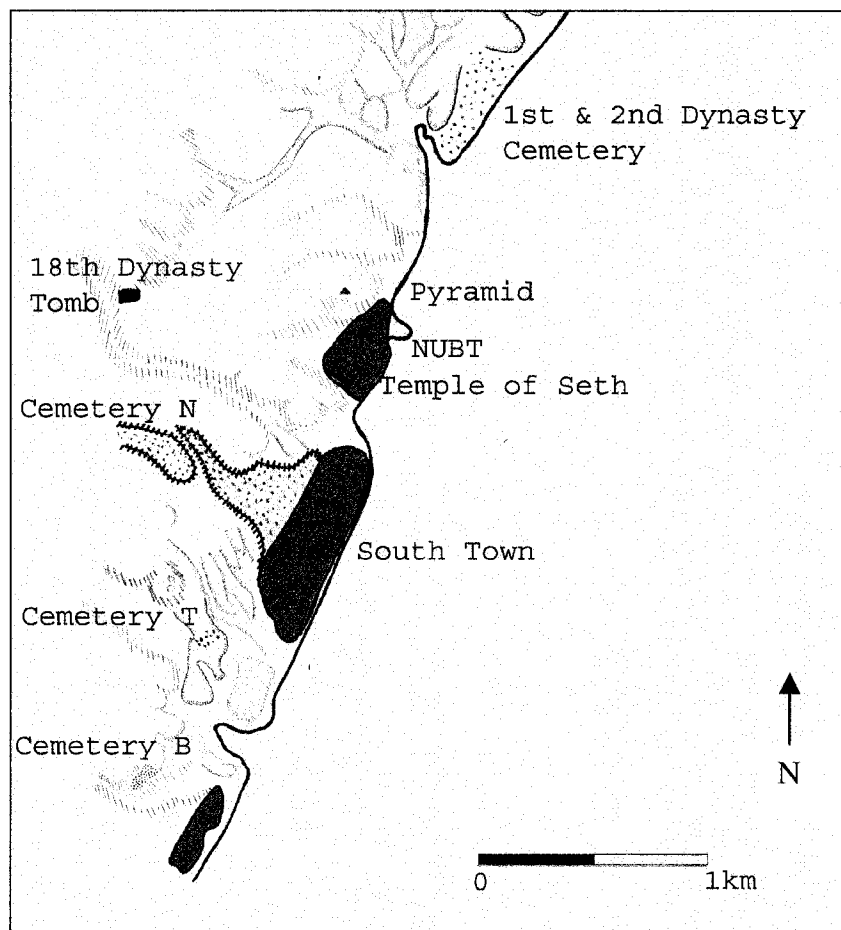 1st & 2nd Dynasty
Cemetery
18th Dynasty
Tomb
Pyramid
NUBT
Temple of Seth
Cemetery N
South Town
Cemetery T
Cemetery B
N
0
1km